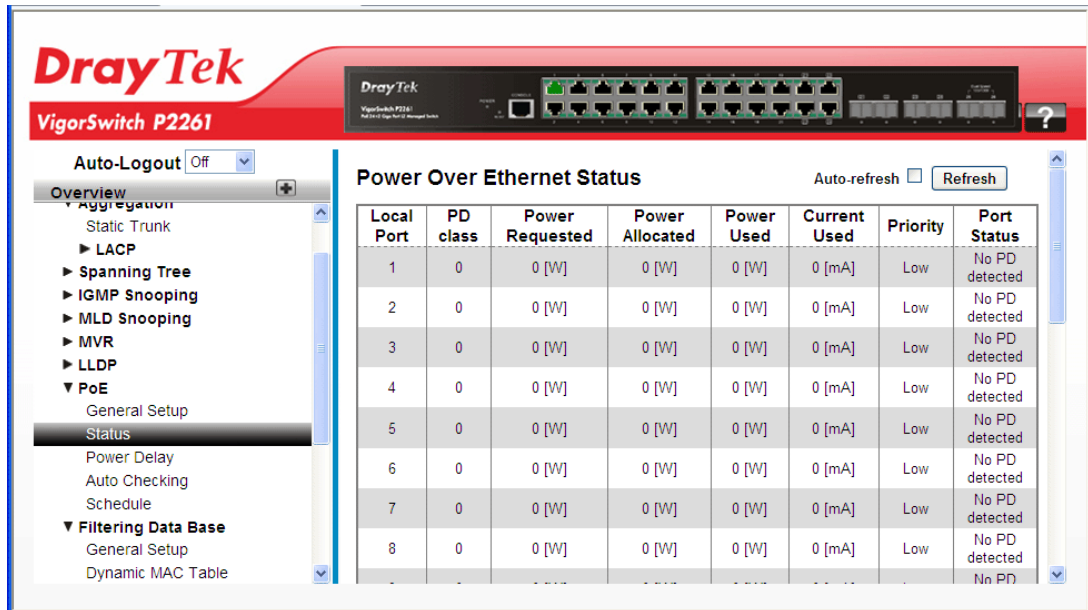 DrayTek
VigorSwitch P2261
DrayTek
VigorSwitch P2261
?
Auto-Logout Off
Overview
Aggregation
Static Trunk
LACP
Spanning Tree
IGMP Snooping
MLD Snooping
MVR
LLDP
PoE
General Setup
Status
Power Delay
Auto Checking
Schedule
Filtering Data Base
General Setup
Dynamic MAC Table
Power Over Ethernet Status
Auto-refresh Refresh
Local Port PD class Power Requested Power Allocated Power Used Current Used Priority Port Status
1 0 0 [W] 0 [W] 0 [W] 0 [mA] Low No PD detected
2 0 0 [W] 0 [W] 0 [W] 0 [mA] Low No PD detected
3 0 0 [W] 0 [W] 0 [W] 0 [mA] Low No PD detected
4 0 0 [W] 0 [W] 0 [W] 0 [mA] Low No PD detected
5 0 0 [W] 0 [W] 0 [W] 0 [mA] Low No PD detected
6 0 0 [W] 0 [W] 0 [W] 0 [mA] Low No PD detected
7 0 0 [W] 0 [W] 0 [W] 0 [mA] Low No PD detected
8 0 0 [W] 0 [W] 0 [W] 0 [mA] Low No PD detected
No PD